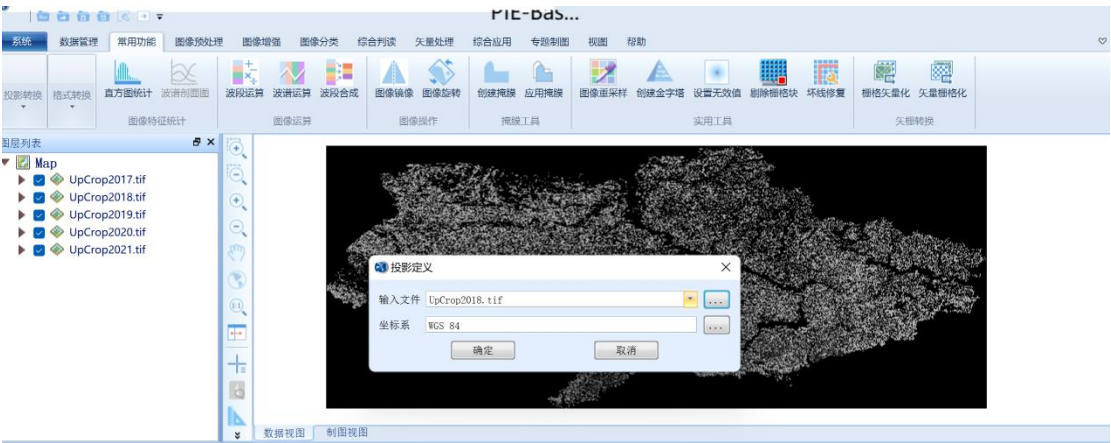 PIE-Bas...
系统 数据管理 常用功能 图像预处理 图像增强 图像分类 综合判读 矢量处理 综合应用 专题制图 视图 帮助
投影转换 格式转换 直方图统计 波谱剖面图 波段运算 波谱运算 波段合成 图像镜像 图像旋转 创建掩膜 应用掩膜 图像重采样 创建金字塔 设置无效值 剔除栅格块 坏线修复 栅格矢量化 矢量栅格化
图像特征统计 图像运算 图像操作 掩膜工具 实用工具 矢栅转换
图层列表
Map
UpCrop2017.tif
UpCrop2018.tif
UpCrop2019.tif
UpCrop2020.tif
UpCrop2021.tif
投影定义
输入文件 UpCrop2018.tif ...
坐标系 WGS 84 ...
确定 取消
1:1
数据视图 制图视图